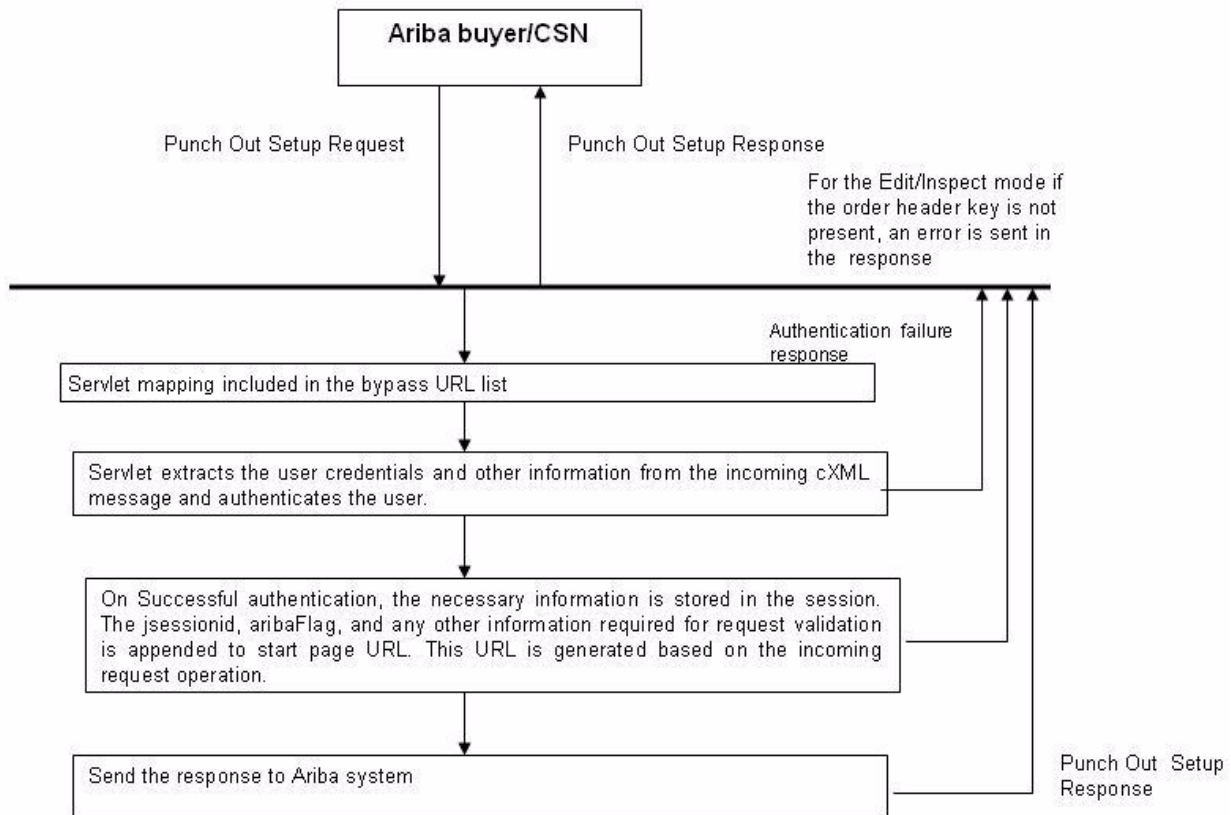 Ariba buyer/CSN
Punch Out Setup Request
Punch Out Setup Response
For the Edit/Inspect mode if
the order header key is not
present, an error is sent in
the response
Authentication failure
response
Servlet mapping included in the bypass URL list
Servlet extracts the user credentials and other information from the incoming cXML
message and authenticates the user.
On Successful authentication, the necessary information is stored in the session.
The jsessionid, aribaFlag, and any other information required for request validation
is appended to start page URL. This URL is generated based on the incoming
request operation.
Send the response to Ariba system
Punch Out Setup
Response